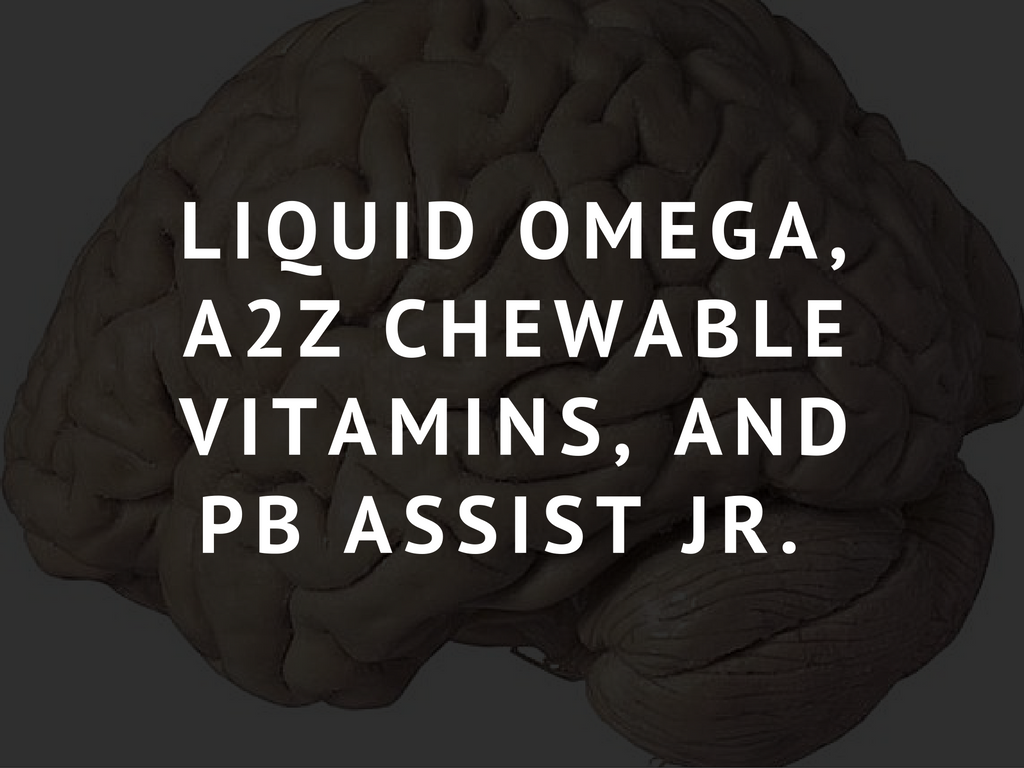 LIQUID OMEGA,
A2Z CHEWABLE
VITAMINS, AND
PB ASSIST JR.